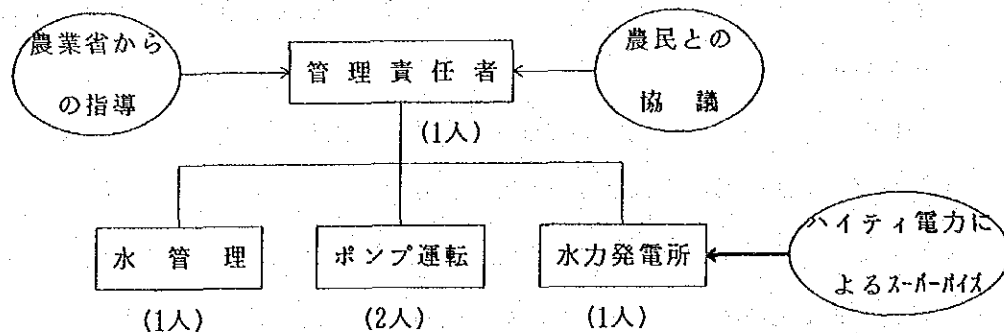 農業省から
の指導
管理責任者
(1人)
農民との
協議
水管理
(1人)
ポンプ運転
(2人)
水力発電所
(1人)
ハイティ電力に
よるスーパーバイズ